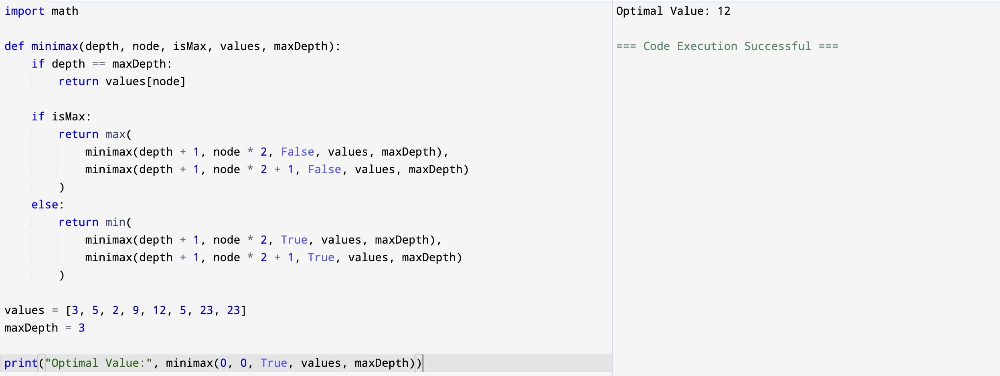 import math
def minimax(depth, node, isMax, values, maxDepth):
    if depth == maxDepth:
        return values[node]
    if isMax:
        return max(
            minimax(depth + 1, node * 2, False, values, maxDepth),
            minimax(depth + 1, node * 2 + 1, False, values, maxDepth)
        )
    else:
        return min(
            minimax(depth + 1, node * 2, True, values, maxDepth),
            minimax(depth + 1, node * 2 + 1, True, values, maxDepth)
        )
values = [3, 5, 2, 9, 12, 5, 23, 23]
maxDepth = 3
print("Optimal Value:", minimax(0, 0, True, values, maxDepth))
Optimal Value: 12
=== Code Execution Successful ===